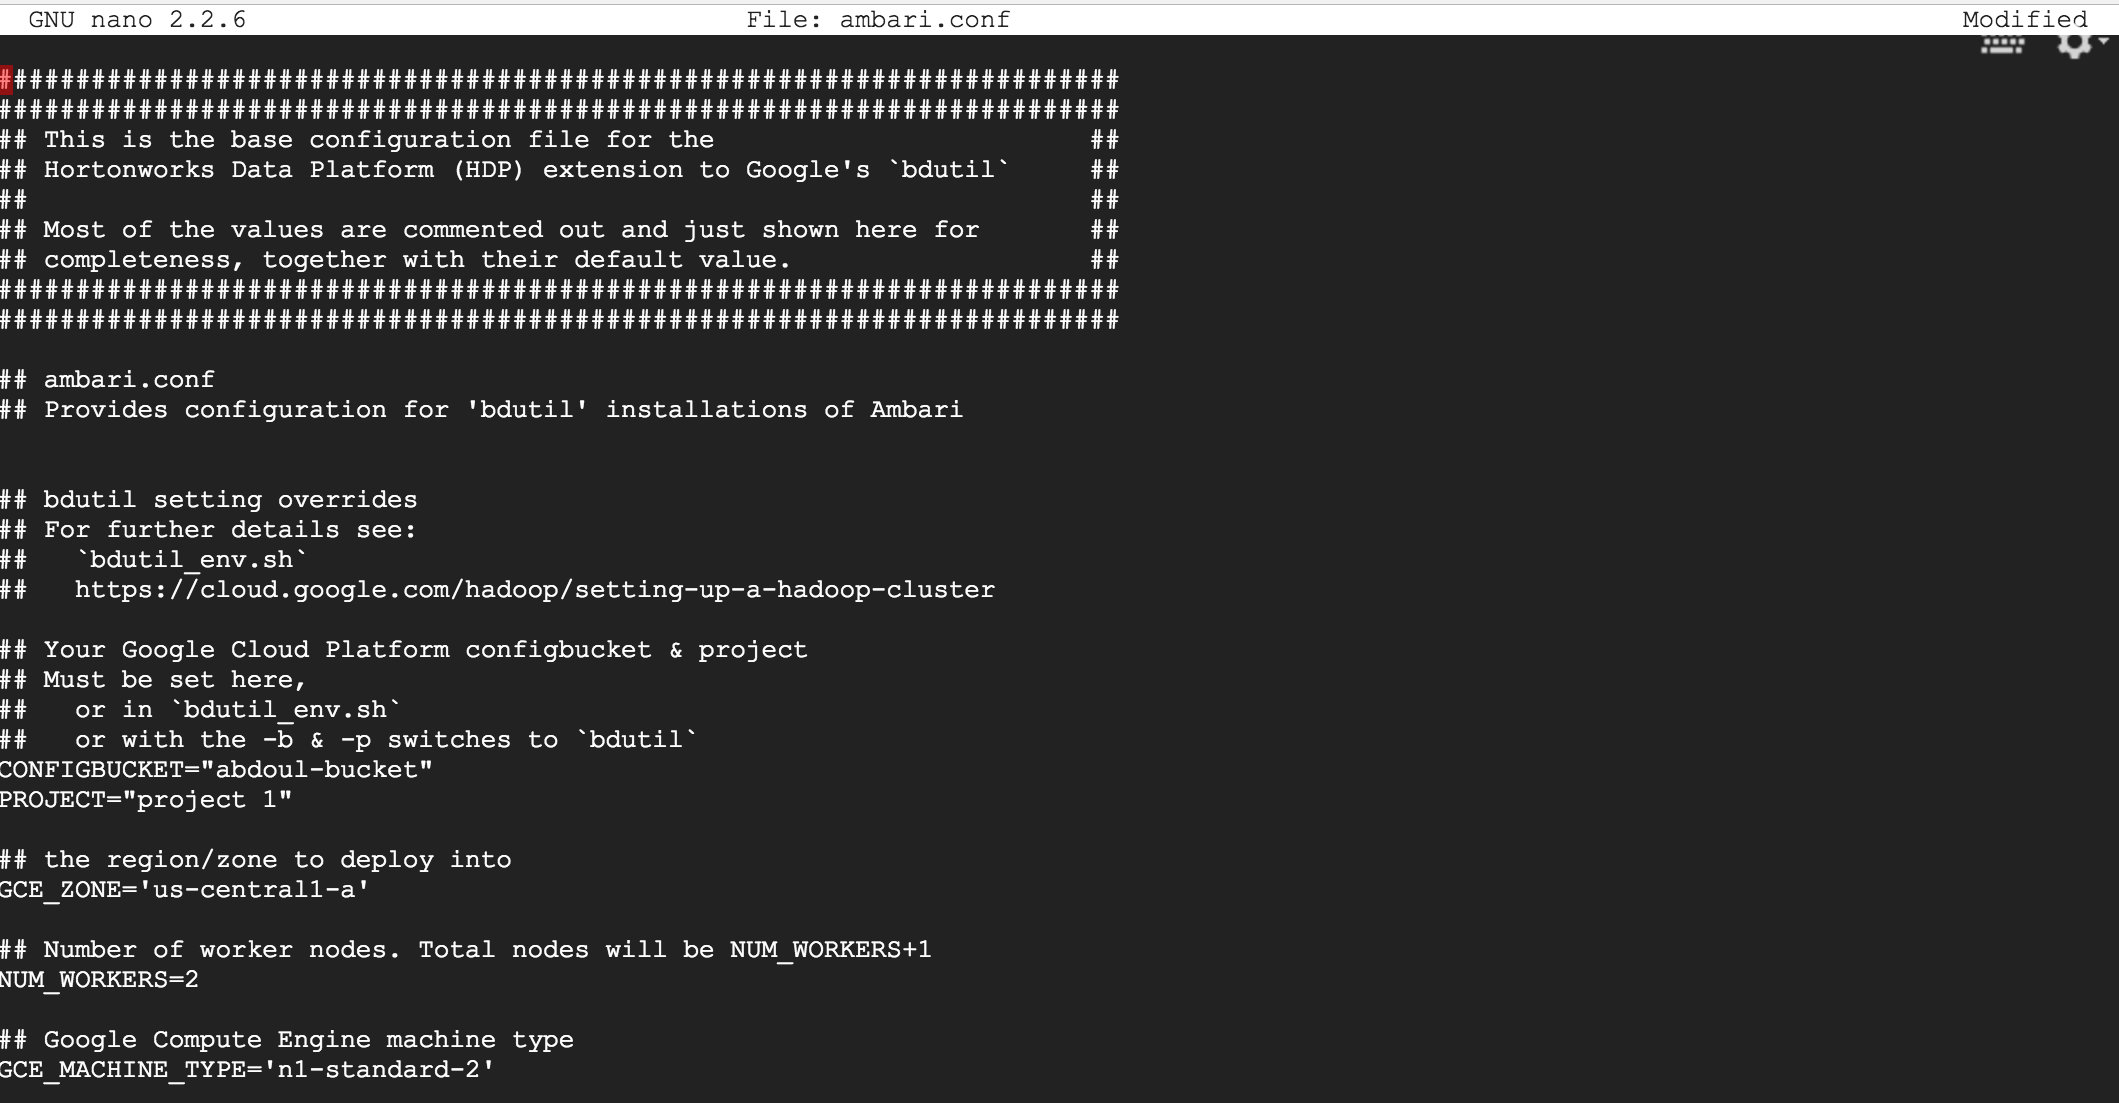 GNU nano 2.2.6 File: ambari.conf Modified
########################################################################
########################################################################
## This is the base configuration file for the ##
## Hortonworks Data Platform (HDP) extension to Google's `bdutil` ##
## ##
## Most of the values are commented out and just shown here for ##
## completeness, together with their default value. ##
########################################################################
########################################################################
## ambari.conf
## Provides configuration for 'bdutil' installations of Ambari
## bdutil setting overrides
## For further details see:
## `bdutil_env.sh`
## https://cloud.google.com/hadoop/setting-up-a-hadoop-cluster
## Your Google Cloud Platform configbucket & project
## Must be set here,
## or in `bdutil_env.sh`
## or with the -b & -p switches to `bdutil`
CONFIGBUCKET="abdoul-bucket"
PROJECT="project 1"
## the region/zone to deploy into
GCE_ZONE='us-central1-a'
## Number of worker nodes. Total nodes will be NUM_WORKERS+1
NUM_WORKERS=2
## Google Compute Engine machine type
GCE_MACHINE_TYPE='n1-standard-2'